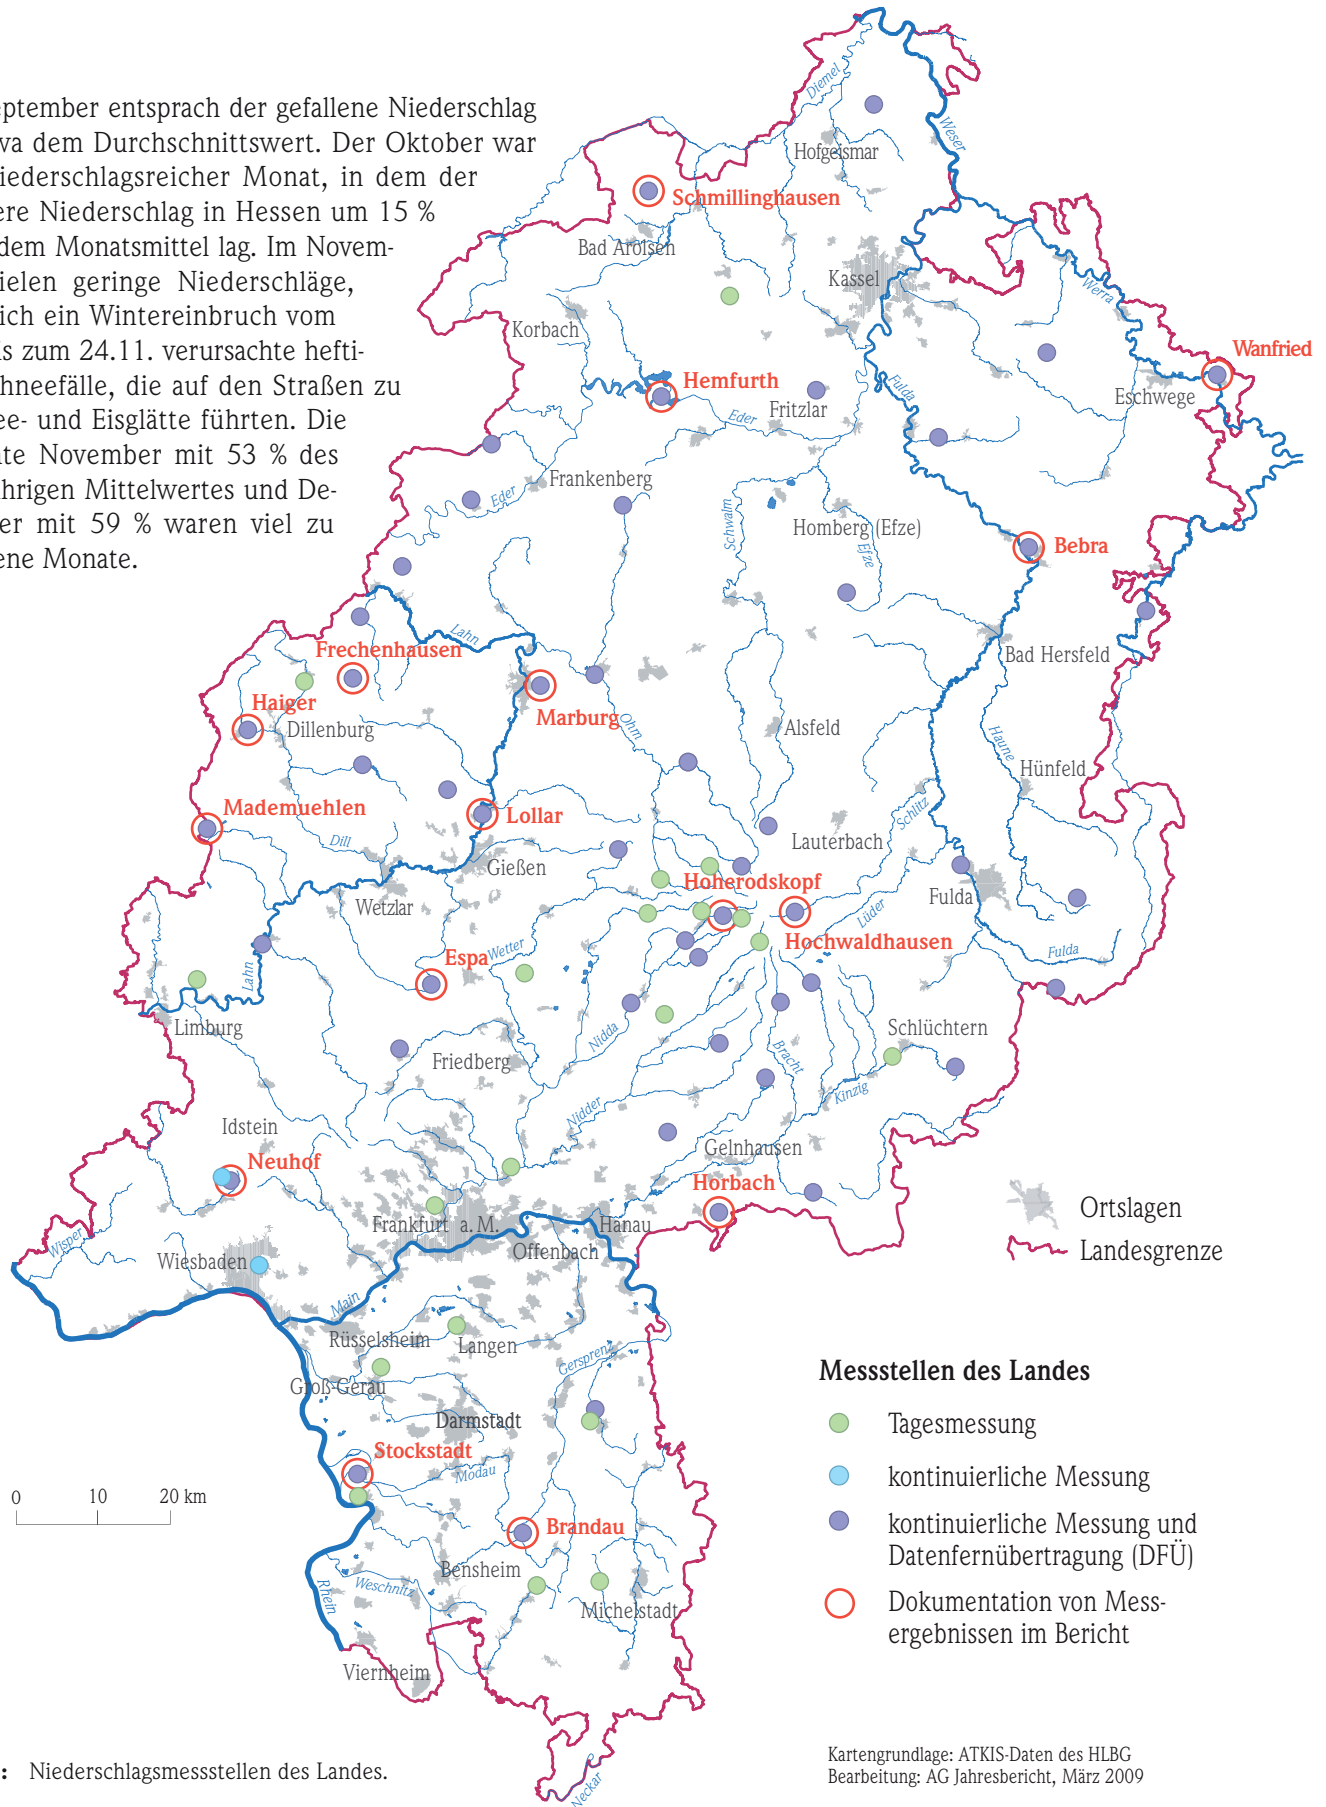 eptember entsprach der gefallene Niederschlag
va dem Durchschnittswert. Der Oktober war
iederschlagsreicher Monat, in dem der
ere Niederschlag in Hessen um 15 %
dem Monatsmittel lag. Im Novem-
ielen geringe Niederschläge,
ich ein Wintereinbruch vom
is zum 24.11. verursachte hefti-
hneefälle, die auf den Straßen zu
ee- und Eisglätte führten. Die
nte November mit 53 % des
ährigen Mittelwertes und De-
er mit 59 % waren viel zu
ene Monate.
Diemel
Weser
Hofgeismar
Schmillinghausen
Bad Arolsen
Kassel
Werra
Korbach
Wanfried
Hemfurth
Eschwege
Fulda
Fritzlar
Eder
Frankenberg
Eder
Schwalm
Homberg (Efze)
Efze
Bebra
Lahn
Frechenhausen
Bad Hersfeld
Haiger
Marburg
Ohm
Dillenburg
Alsfeld
Haune
Hünfeld
Mademuehlen
Lollar
Schlitz
Dill
Lauterbach
Gießen
Hoherodskopf
Fulda
Wetzlar
Lüder
Hochwaldhausen
Fulda
Espa
Wetter
Lahn
Limburg
Nidda
Schlüchtern
Friedberg
Bracht
Kinzig
Nidder
Idstein
Gelnhausen
Neuhof
Horbach
Frankfurt a. M.
Hanau
Offenbach
Wisper
Wiesbaden
Main
Rüsselsheim
Langen
Gersprenz
Groß-Gerau
Darmstadt
Stockstadt
Modau
Brandau
Bensheim
Rhein
Weschnitz
Michelstadt
Viernheim
Neckar
0 10 20 km
Ortslagen
Landesgrenze
Messstellen des Landes
Tagesmessung
kontinuierliche Messung
kontinuierliche Messung und
Datenfernübertragung (DFÜ)
Dokumentation von Mess-
ergebnissen im Bericht
: Niederschlagsmessstellen des Landes.
Kartengrundlage: ATKIS-Daten des HLBG
Bearbeitung: AG Jahresbericht, März 2009